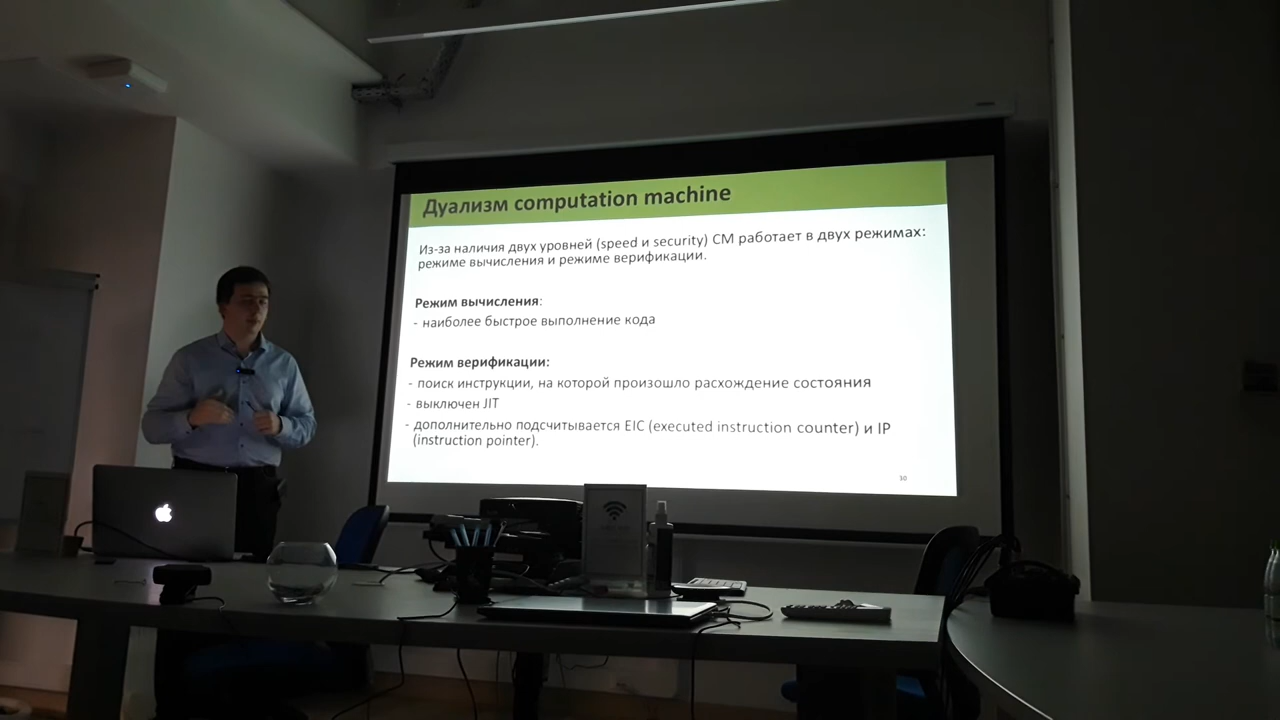 Дуализм computation machine
Из-за наличия двух уровней (speed и security) СМ работает в двух режимах:
режиме вычисления и режиме верификации.
Режим вычисления:
- наиболее быстрое выполнение кода
Режим верификации:
- поиск инструкции, на которой произошло расхождение состояния
- выключен JIT
- дополнительно подсчитывается EIC (executed instruction counter) и IP
(instruction pointer).
30